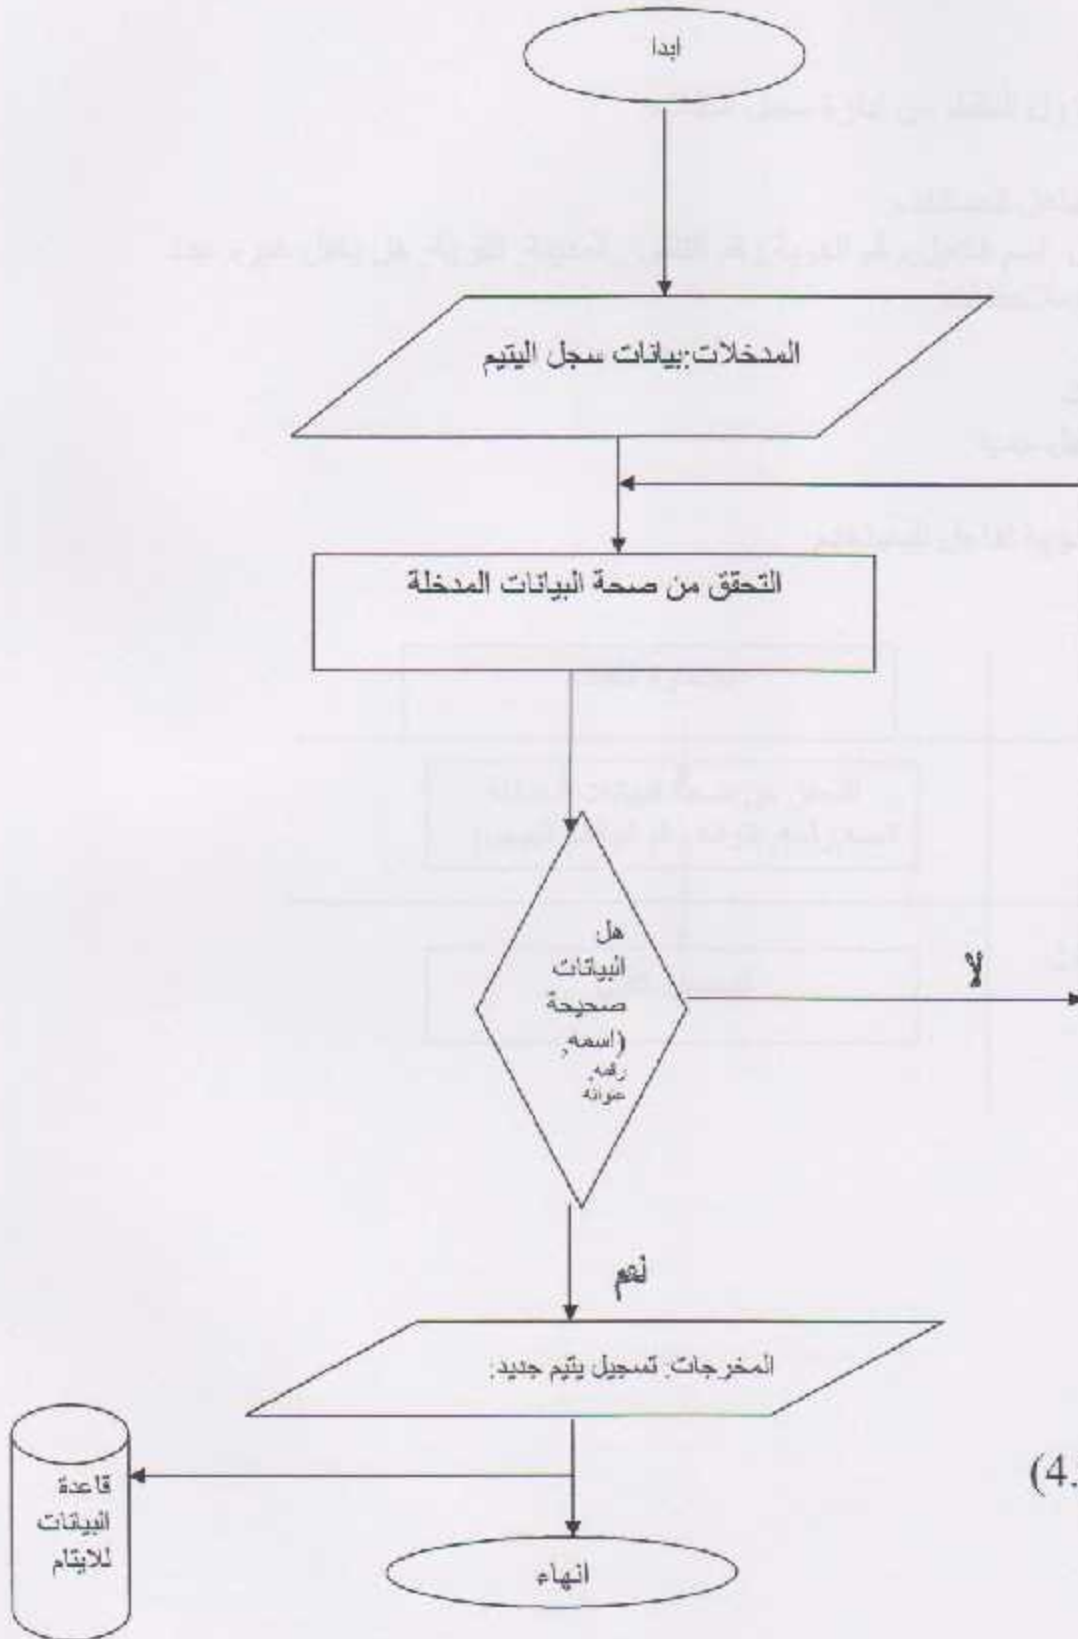 ابدا
المدخلات:بيانات سجل اليتيم
التحقق من صحة البيانات المدخلة
هل
البيانات
صحيحة
(اسمه,
رقمه,
عنوانه
كلا
نعم
المخرجات: تسجيل يتيم جديد:
قاعدة
البيانات
للايتام
(4.
انهاء